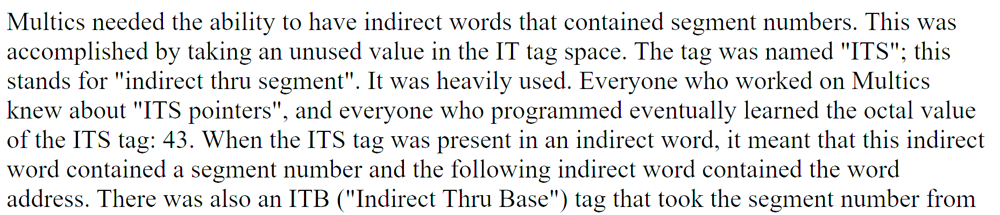 Multics needed the ability to have indirect words that contained segment numbers. This was
accomplished by taking an unused value in the IT tag space. The tag was named "ITS"; this
stands for "indirect thru segment". It was heavily used. Everyone who worked on Multics
knew about "ITS pointers", and everyone who programmed eventually learned the octal value
of the ITS tag: 43. When the ITS tag was present in an indirect word, it meant that this indirect
word contained a segment number and the following indirect word contained the word
address. There was also an ITB ("Indirect Thru Base") tag that took the segment number from